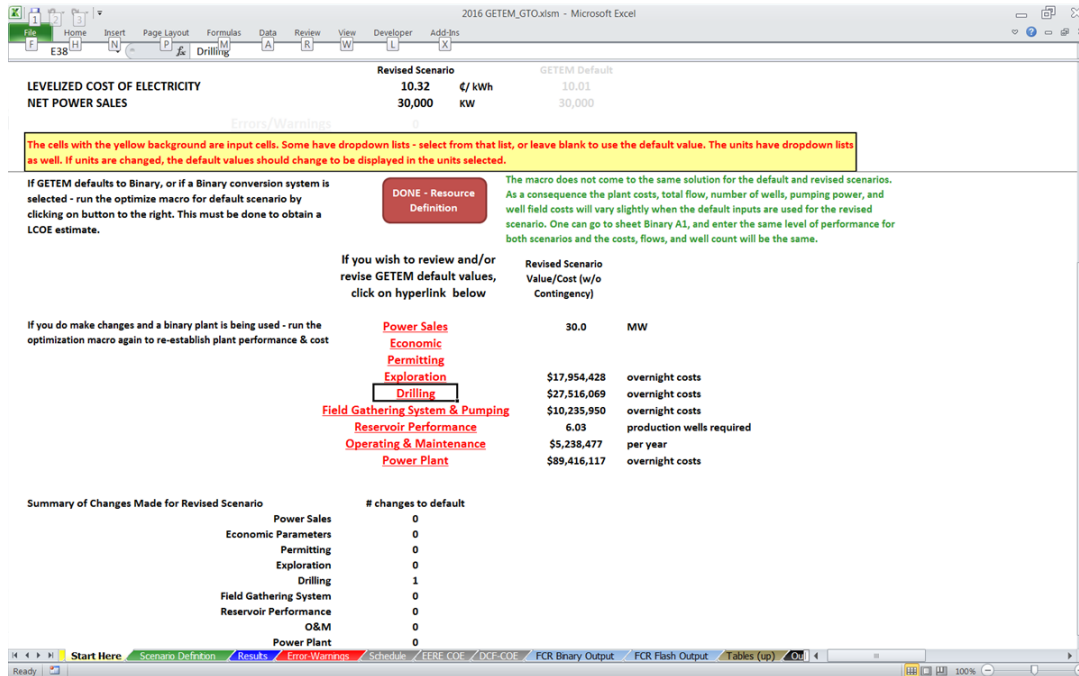 2016 GETEM_GTO.xlsm - Microsoft Excel
1 2 3
File Home Insert Page Layout Formulas Data Review View Developer Add-Ins
F H N P M A R W L X
E38 fx Drilling
Revised Scenario GETEM Default
LEVELIZED COST OF ELECTRICITY 10.32 ₵/ kWh 10.01
NET POWER SALES 30,000 KW 30,000
Errors/Warnings 0
The cells with the yellow background are input cells. Some have dropdown lists - select from that list, or leave blank to use the default value. The units have dropdown lists
as well. If units are changed, the default values should change to be displayed in the units selected.
If GETEM defaults to Binary, or if a Binary conversion system is
selected - run the optimize macro for default scenario by
clicking on button to the right. This must be done to obtain a
LCOE estimate.
DONE - Resource
Definition
The macro does not come to the same solution for the default and revised scenarios.
As a consequence the plant costs, total flow, number of wells, pumping power, and
well field costs will vary slightly when the default inputs are used for the revised
scenario. One can go to sheet Binary A1, and enter the same level of performance for
both scenarios and the costs, flows, and well count will be the same.
If you wish to review and/or
revise GETEM default values,
click on hyperlink below
Revised Scenario
Value/Cost (w/o
Contingency)
If you do make changes and a binary plant is being used - run the
optimization macro again to re-establish plant performance & cost
Power Sales 30.0 MW
Economic
Permitting
Exploration $17,954,428 overnight costs
Drilling $27,516,069 overnight costs
Field Gathering System & Pumping $10,235,950 overnight costs
Reservoir Performance 6.03 production wells required
Operating & Maintenance $5,238,477 per year
Power Plant $89,416,117 overnight costs
Summary of Changes Made for Revised Scenario # changes to default
Power Sales 0
Economic Parameters 0
Permitting 0
Exploration 0
Drilling 1
Field Gathering System 0
Reservoir Performance 0
O&M 0
Power Plant 0
Start Here Scenario Definition Results Error-Warnings Schedule EERE COE DCF-COE FCR Binary Output FCR Flash Output Tables (up) Ou
Ready 100%